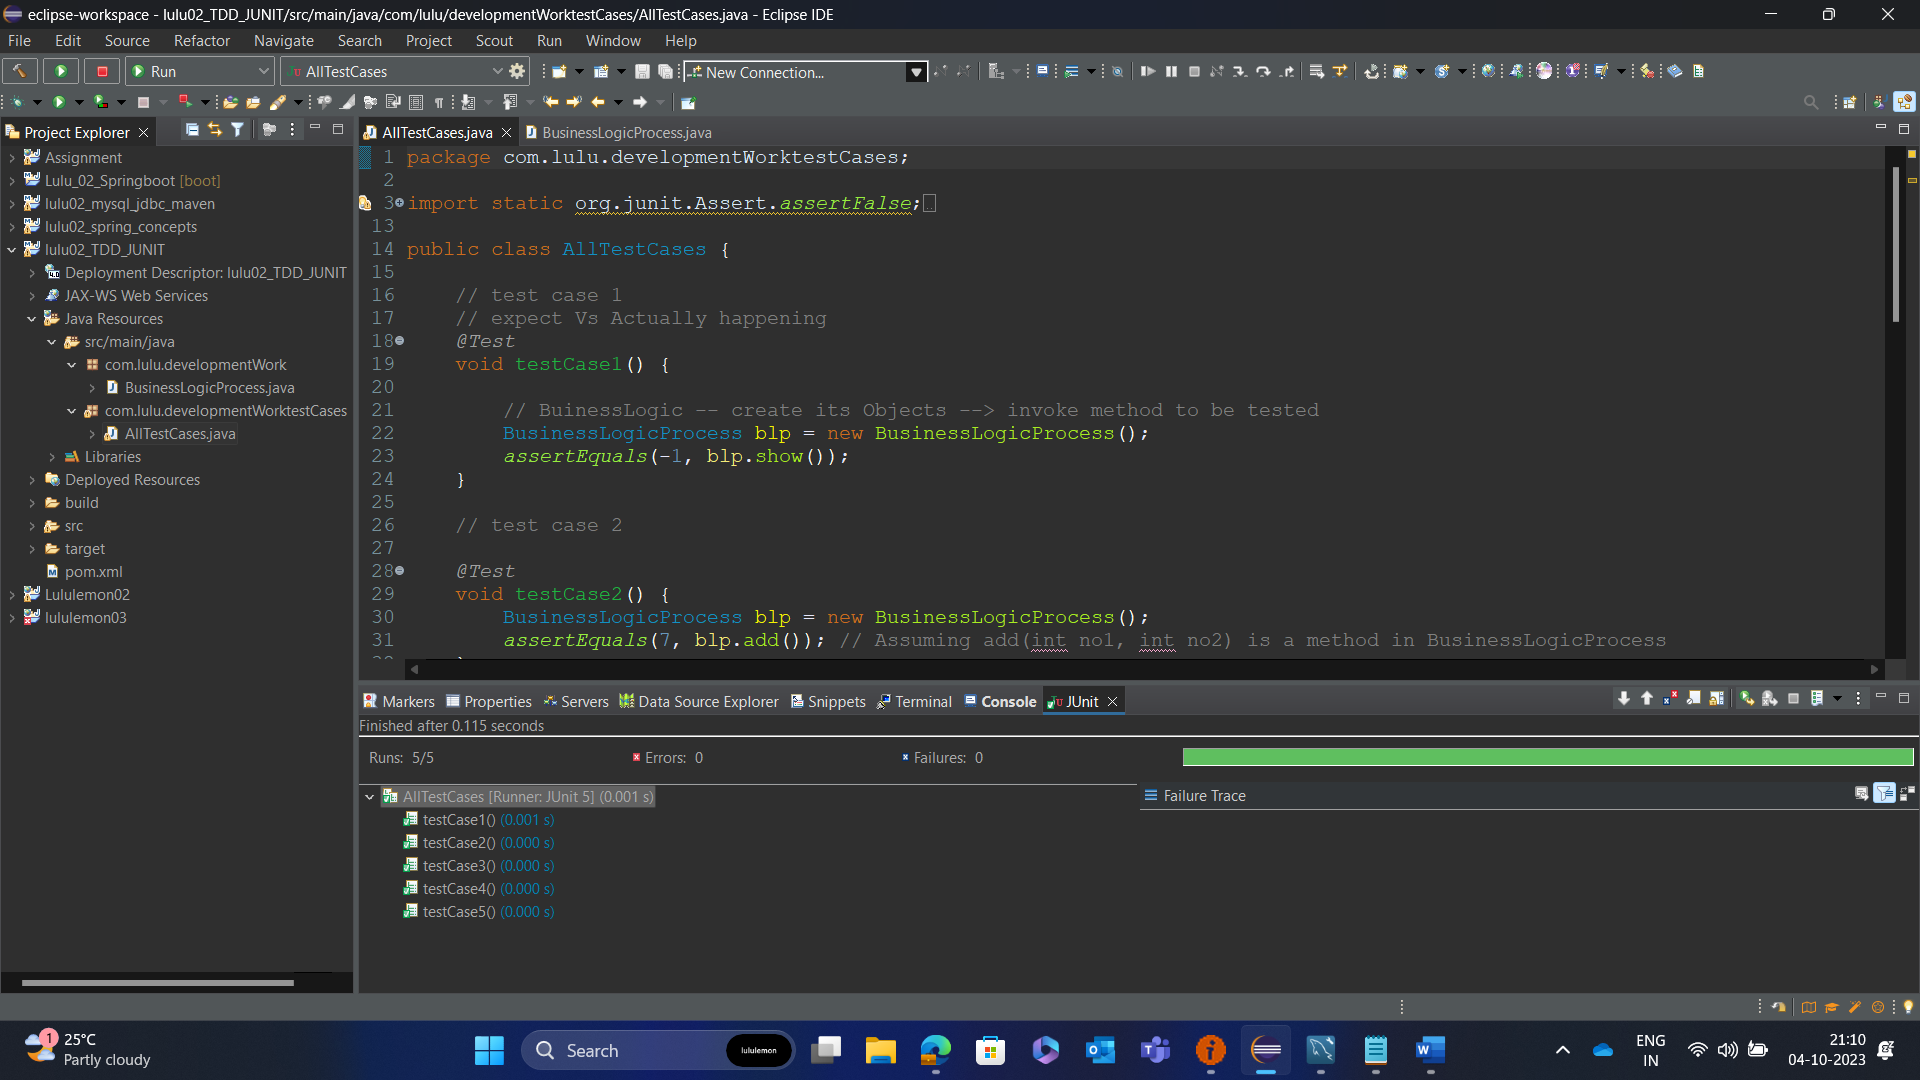 eclipse-workspace - lulu02_TDD_JUNIT/src/main/java/com/lulu/developmentWorktestCases/AllTestCases.java - Eclipse IDE
File Edit Source Refactor Navigate Search Project Scout Run Window Help
Run AllTestCases New Connection...
Project Explorer
Assignment
Lulu_02_Springboot [boot]
lulu02_mysql_jdbc_maven
lulu02_spring_concepts
lulu02_TDD_JUNIT
Deployment Descriptor: lulu02_TDD_JUNIT
JAX-WS Web Services
Java Resources
src/main/java
com.lulu.developmentWork
BusinessLogicProcess.java
com.lulu.developmentWorktestCases
AllTestCases.java
Libraries
Deployed Resources
build
src
target
pom.xml
Lululemon02
lululemon03
AllTestCases.java BusinessLogicProcess.java
1 package com.lulu.developmentWorktestCases;
2
3 import static org.junit.Assert.assertFalse;
13
14 public class AllTestCases {
15
16 // test case 1
17 // expect Vs Actually happening
18 @Test
19 void testCase1() {
20
21 // BuinessLogic -- create its Objects --> invoke method to be tested
22 BusinessLogicProcess blp = new BusinessLogicProcess();
23 assertEquals(-1, blp.show());
24 }
25
26 // test case 2
27
28 @Test
29 void testCase2() {
30 BusinessLogicProcess blp = new BusinessLogicProcess();
31 assertEquals(7, blp.add()); // Assuming add(int no1, int no2) is a method in BusinessLogicProcess
Markers Properties Servers Data Source Explorer Snippets Terminal Console JUnit
Finished after 0.115 seconds
Runs: 5/5 Errors: 0 Failures: 0
AllTestCases [Runner: JUnit 5] (0.001 s)
testCase1() (0.001 s)
testCase2() (0.000 s)
testCase3() (0.000 s)
testCase4() (0.000 s)
testCase5() (0.000 s)
Failure Trace
1
25°C
Partly cloudy
Search
lululemon
ENG
IN
21:10
04-10-2023